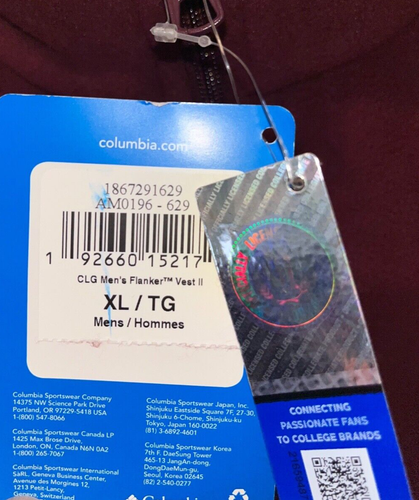 columbia.com
1867291629
AM0196 - 629
1 92660 15217
CLG Men's Flanker™ Vest II
XL / TG
Mens / Hommes
Columbia Sportswear Company
14375 NW Science Park Drive
Portland, OR 97229-5418 USA
1-(800) 547-8066
Columbia Sportswear Canada LP
1425 Max Brose Drive,
London, Ontario N6N 0A2
1-(800) 265-7067
Columbia Sportswear International
SàRL, Geneva Business Center,
Avenue des Morgines 12,
1213 Petit-Lancy,
Geneva, Switzerland
Columbia Sportswear Japan, Inc.
Shinjuku Eastside Square 7F, 27-30,
Shinjuku 6-Chome, Shinjuku-ku
Tokyo, Japan 160-0022
(81) 3-6892-4601
Columbia Sportswear Korea
7th F. DaeSung Tower
465-13 JangAn-dong,
DongDaeMun-gu,
Seoul, Korea 02645
(82) 2-540-0277
CONNECTING
PASSIONATE FANS
TO COLLEGE BRANDS